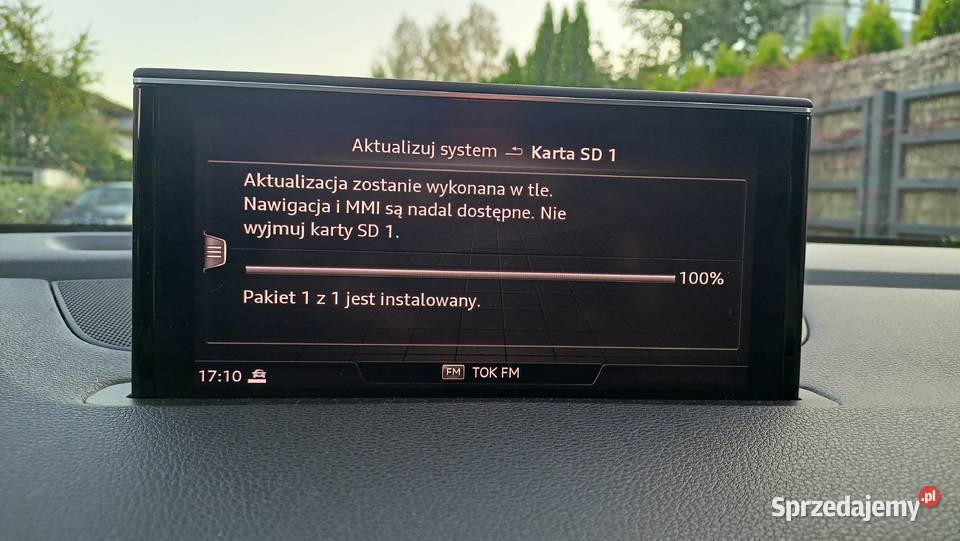 Aktualizuj system Karta SD 1
Aktualizacja zostanie wykonana w tle.
Nawigacja i MMI są nadal dostępne. Nie
wyjmuj karty SD 1.
100%
Pakiet 1 z 1 jest instalowany.
17:10 FM TOK FM
Sprzedajemy.pl